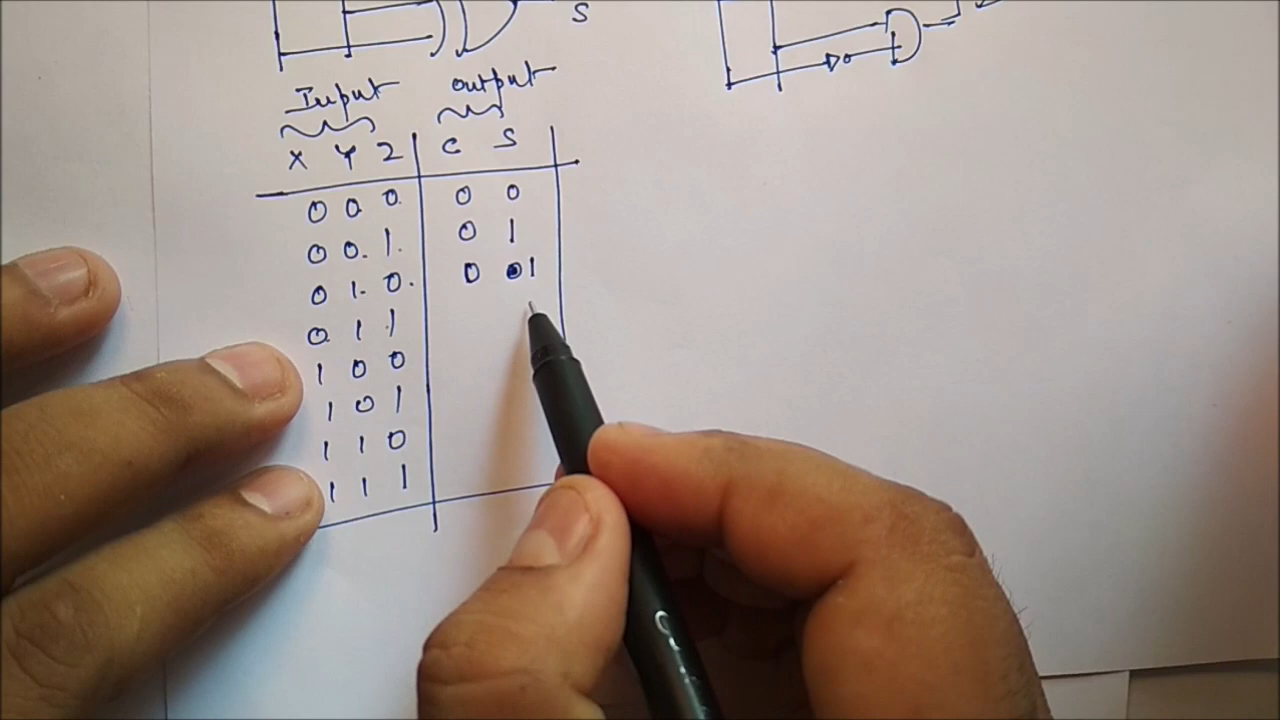 S
Input output
X Y Z C S
0 0 0 0 0
0 0 1 0 1
0 1 0 0 1
0 1 1
1 0 0
1 0 1
1 1 0
1 1 1